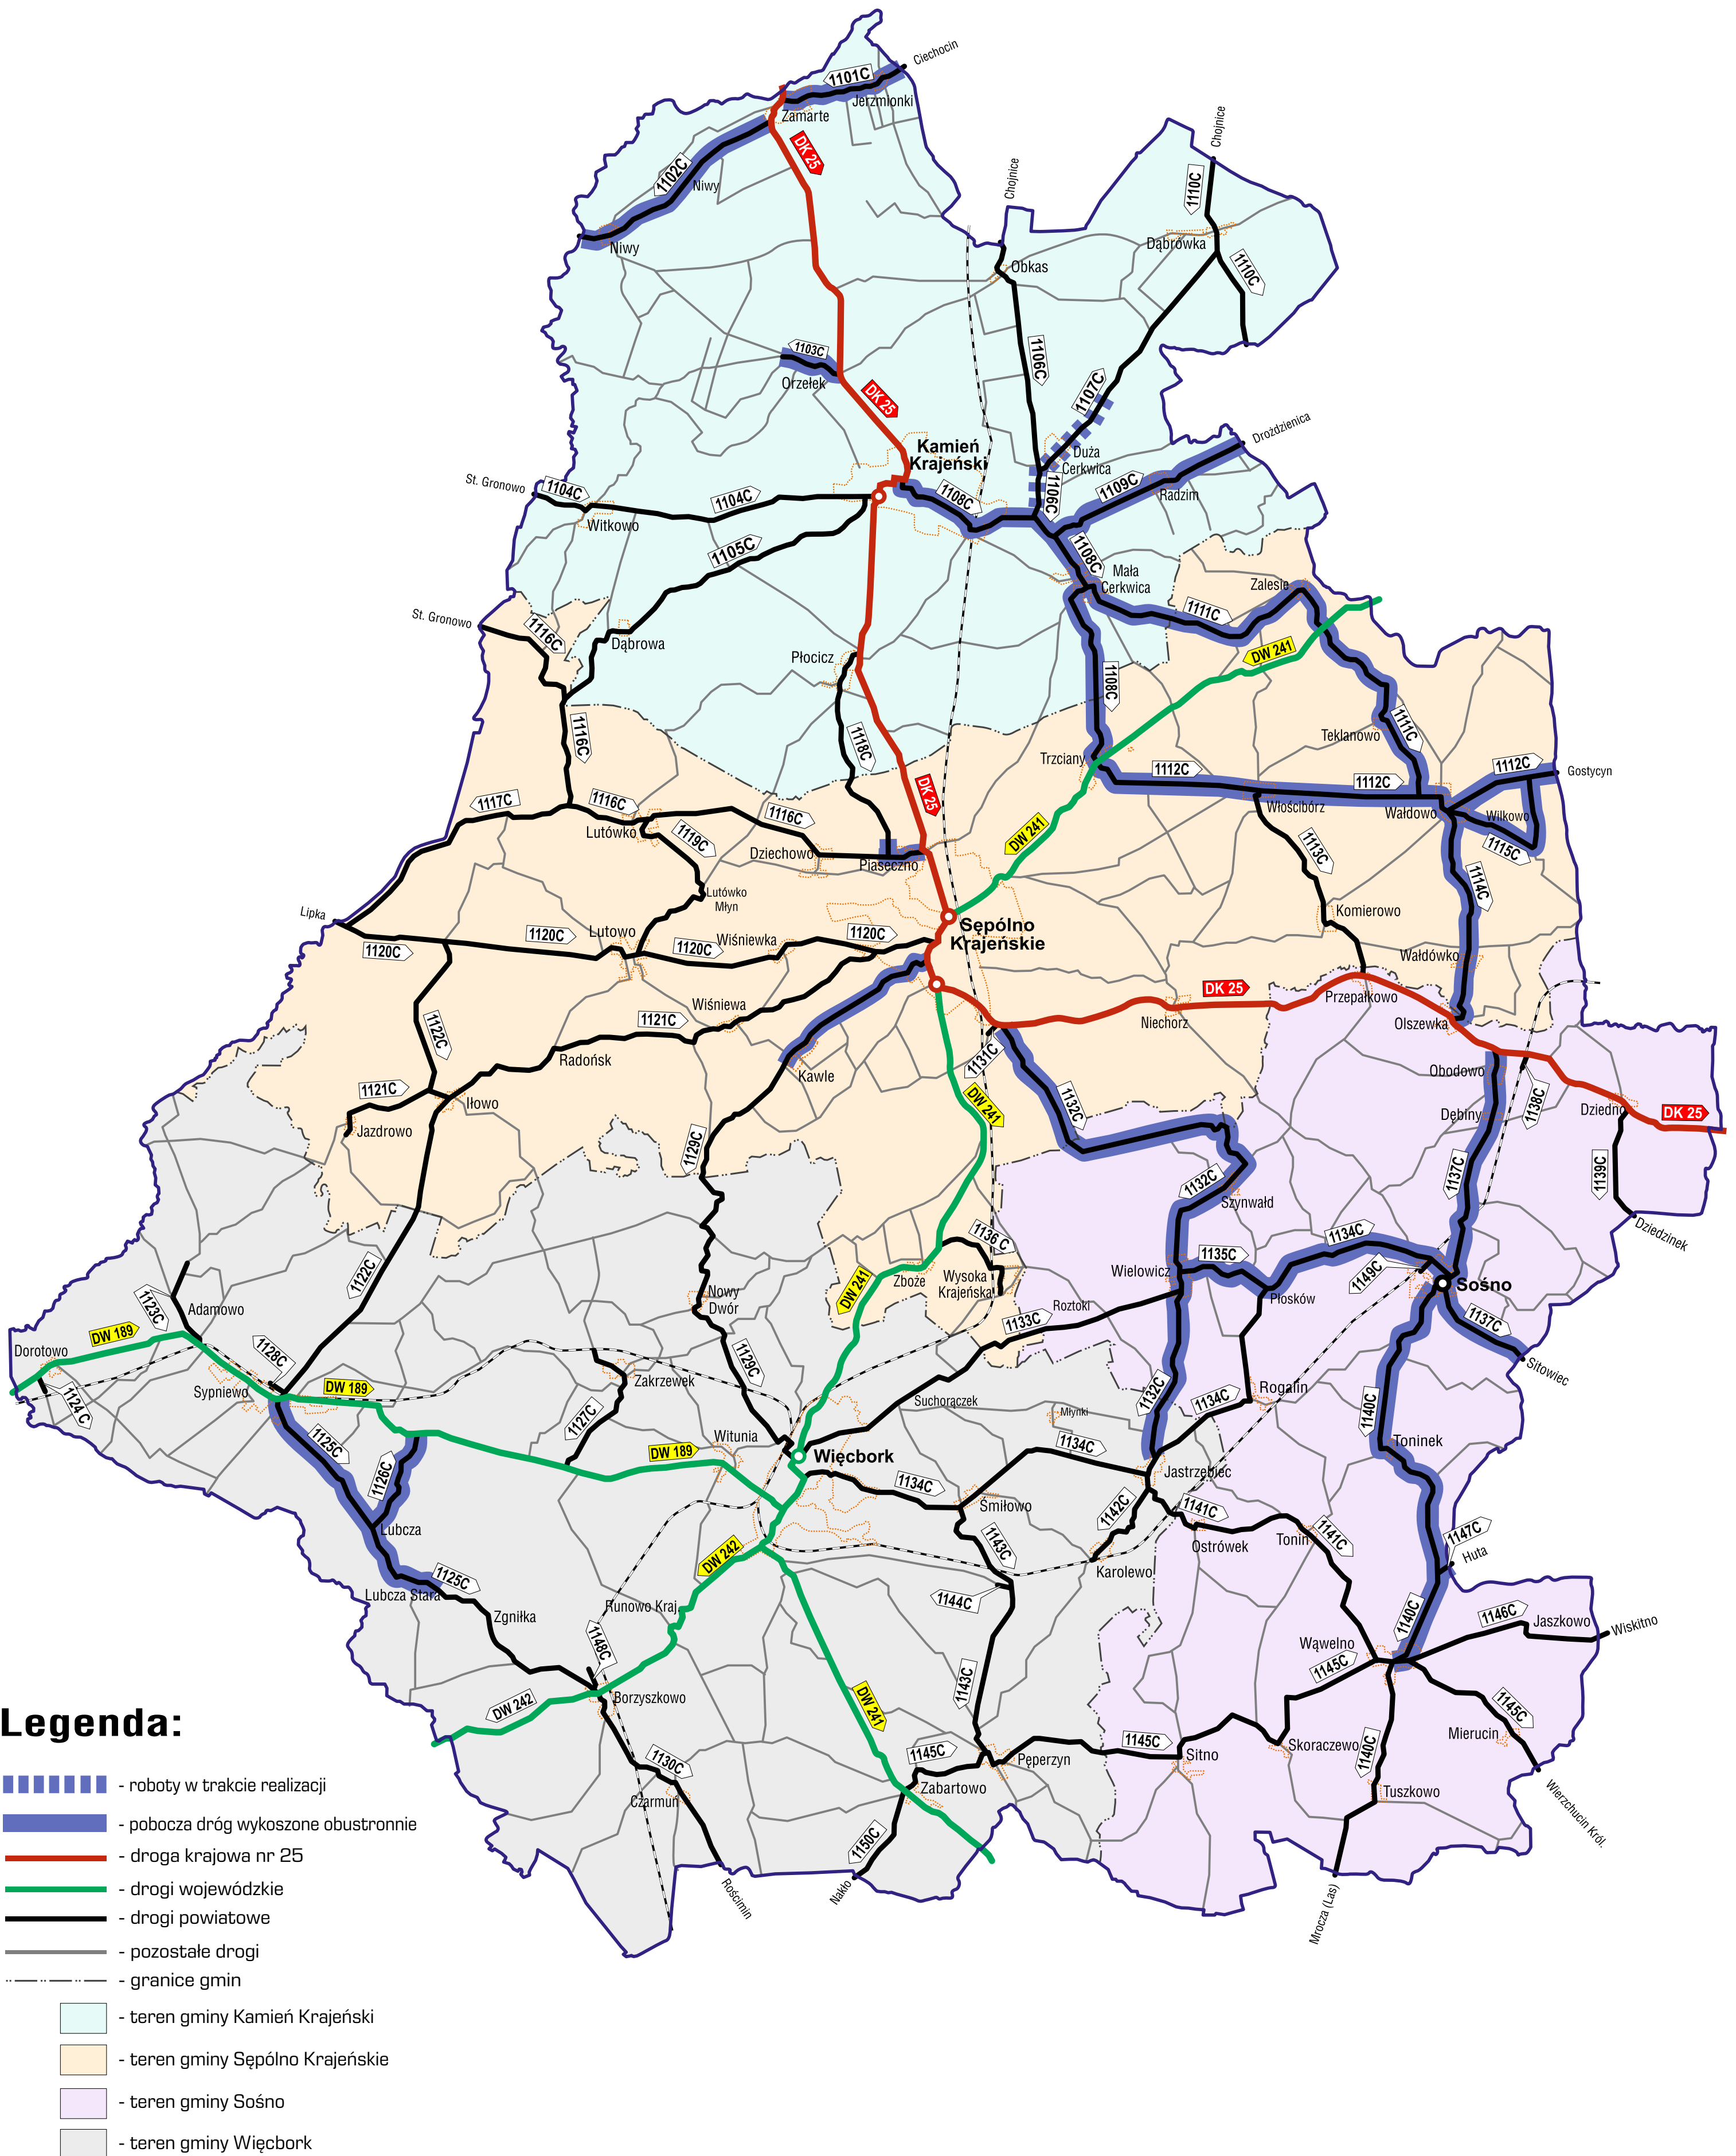 Ciechocin
1101C
Jerzmionki
Zamarte
DK 25
1102C
Niwy
Niwy
Chojnice
Chojnice
1110C
Dąbrówka
1110C
Obkas
1103C
Orzełek
1106C
1107C
DK 25
Kamień
Krajeński
Duża
Cerkwica
Drożdzienica
St. Gronowo
1104C
1104C
Witkowo
1108C
1106C
1109C
Radzim
1105C
1108C
Mała
Cerkwica
Zalesie
1111C
St. Gronowo
1116C
Dąbrowa
Płocicz
DW 241
1108C
1116C
1118C
Teklanowo
1111C
Trzciany
1112C
1112C
1112C
Gostycyn
DK 25
1117C
1116C
Lutówko
1119C
1116C
Dziechowo
Piaseczno
DW 241
Włościbórz
Wałdowo
Wilkowo
1113C
1115C
1114C
Lutówko
Młyn
Komierowo
Lipka
1120C
1120C
Lutowo
1120C
Wiśniewka
1120C
Sępólno
Krajeńskie
Wałdówko
DK 25
Przepałkowo
Niechorz
Olszewka
Wiśniewa
1121C
1122C
Radońsk
Kawle
1131C
1132C
DW 241
Obodowo
Dębiny
1138C
Dziedno
DK 25
1121C
Iłowo
Jazdrowo
1129C
1132C
Szynwałd
1137C
1139C
Dziedzinek
1136 C
1134C
1122C
Zboże
Wysoka
Krajeńska
DW 241
Wielowicz
1135C
1149C
Sośno
Płosków
1123C
Adamowo
DW 189
Dorotowo
Nowy
Dwór
Roztoki
1133C
1137C
Sitowiec
1128C
1124 C
Sypniewo
DW 189
Zakrzewek
1129C
1127C
Suchorączek
Młynki
1132C
1134C
Rogalin
1140C
Toninek
1125C
1126C
DW 189
Witunia
Więcbork
1134C
1134C
Jastrzębiec
Śmiłowo
1142C
1141C
Ostrówek
Tonin
1141C
1147C
Huta
Lubcza
DW 242
1143C
Karolewo
Lubcza Stara
1125C
Zgniłka
Runowo Kraj.
1144C
1140C
1146C
Jaszkowo
Wiskitno
1148C
Wąwelno
1145C
1143C
DW 242
Borzyszkowo
DW 241
1145C
Mierucin
1145C
Pęperzyn
1145C
Sitno
Skoraczewo
1140C
Tuszkowo
Wierzchucin Król.
1130C
Czarmuń
Zabartowo
1150C
Nakło
Rościmin
Mrocza (Las)
Legenda:
- roboty w trakcie realizacji
- pobocza dróg wykoszone obustronnie
- droga krajowa nr 25
- drogi wojewódzkie
- drogi powiatowe
- pozostałe drogi
- granice gmin
- teren gminy Kamień Krajeński
- teren gminy Sępólno Krajeńskie
- teren gminy Sośno
- teren gminy Więcbork